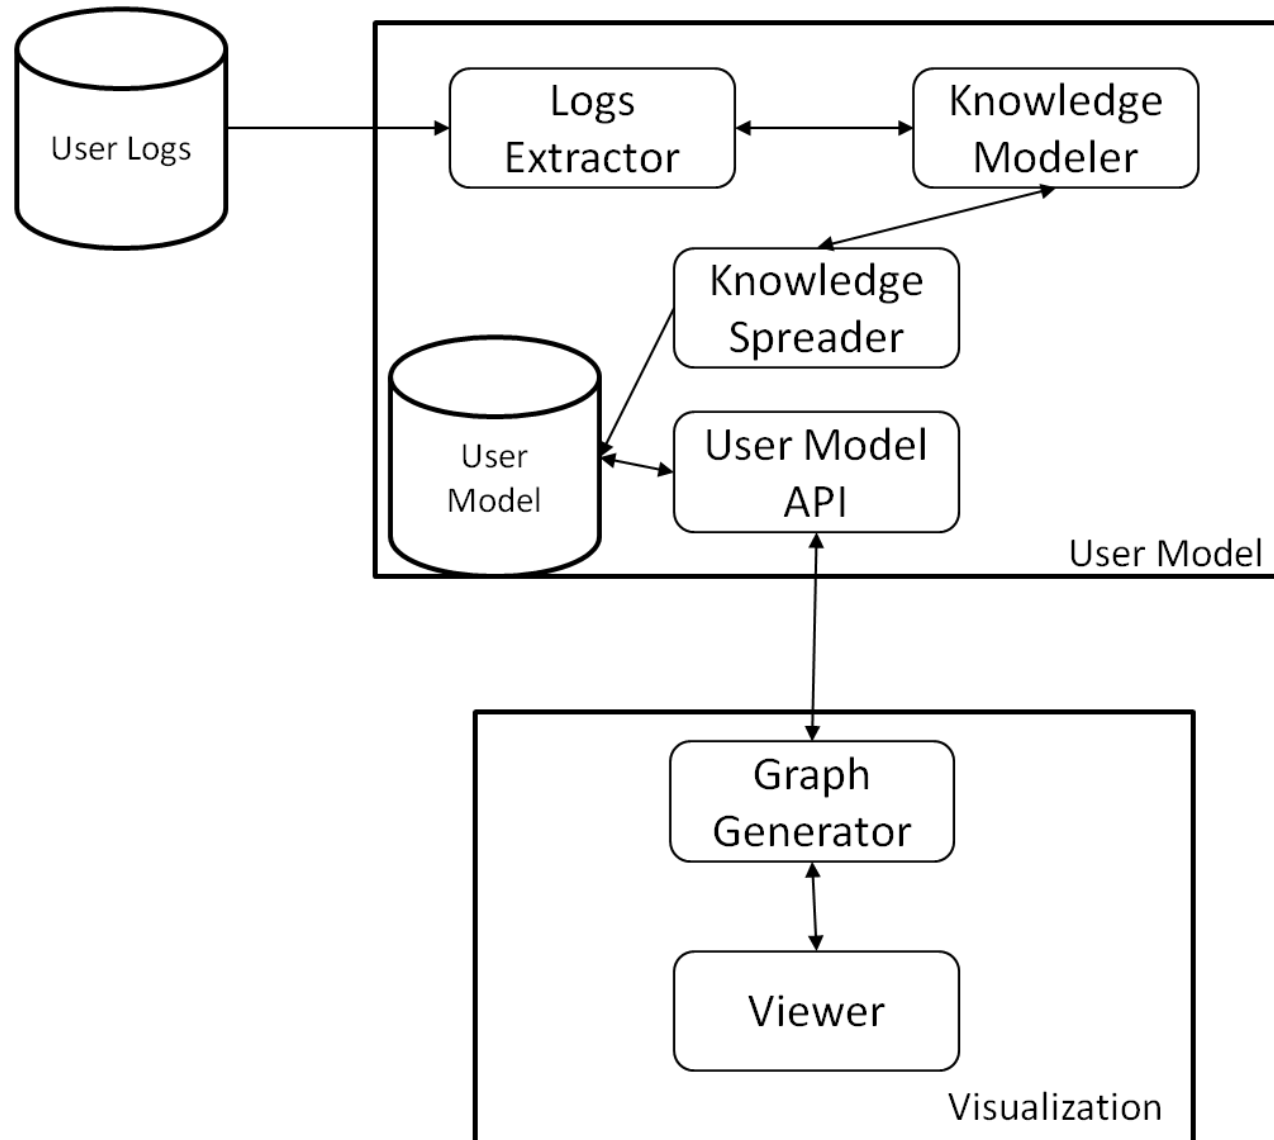 User Logs
Logs
Extractor
Knowledge
Modeler
Knowledge
Spreader
User
Model
User Model
API
User Model
Graph
Generator
Viewer
Visualization